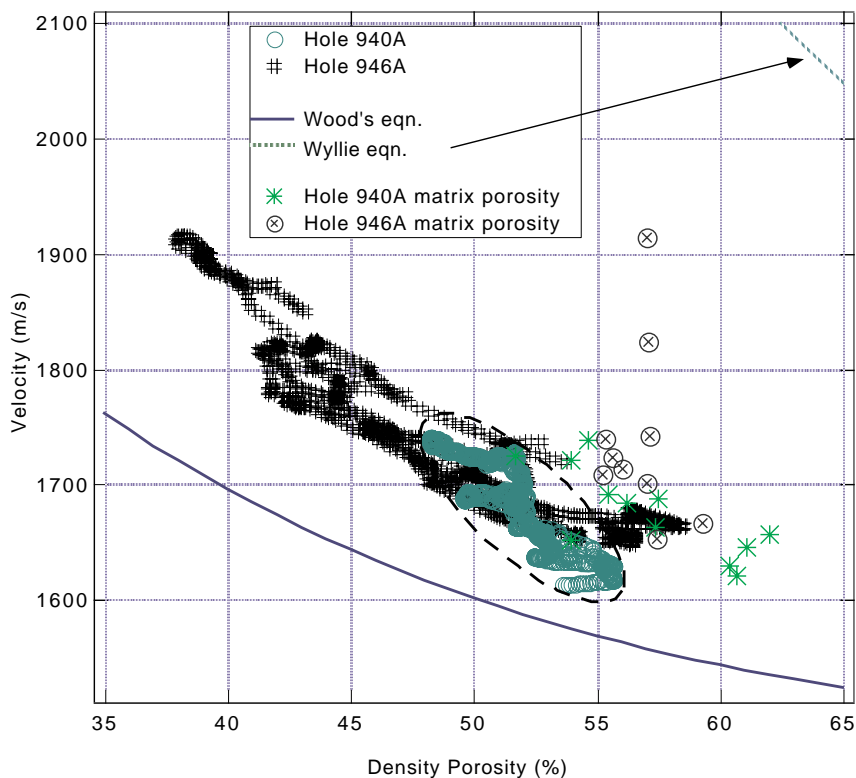 2100
2000
1900
1800
1700
1600
Velocity (m/s)
Hole 940A
Hole 946A
Wood's eqn.
Wyllie eqn.
Hole 940A matrix porosity
Hole 946A matrix porosity
35 40 45 50 55 60 65
Density Porosity (%)